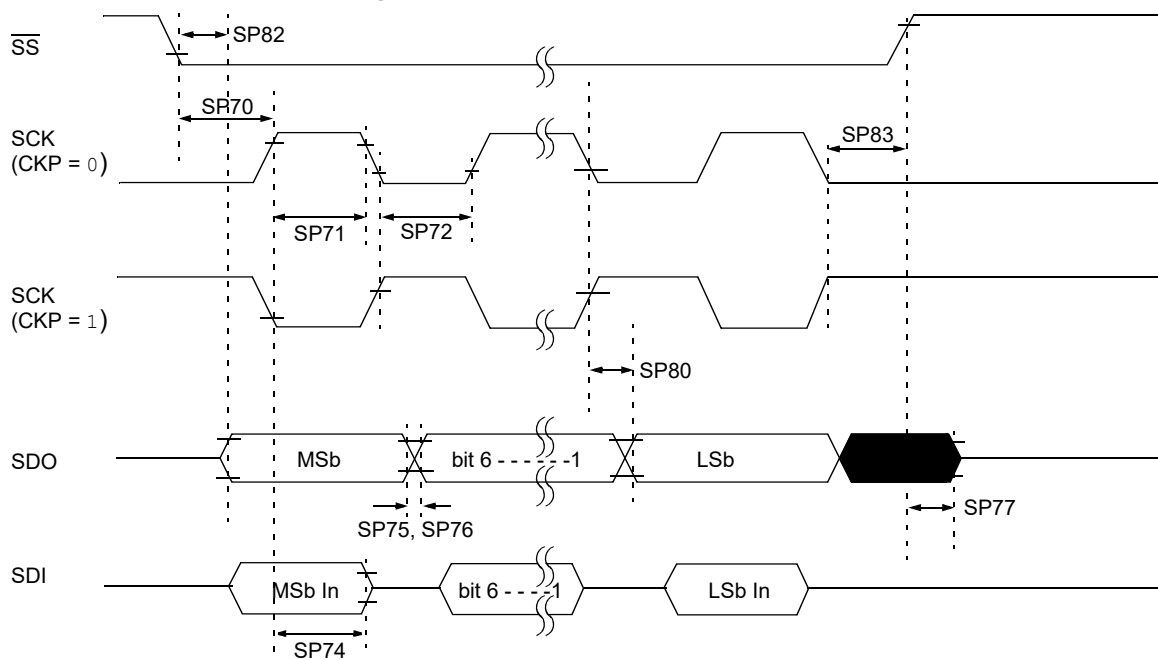 SS
SP82
SP70
SCK
(CKP = 0)
SP83
SP71
SP72
SCK
(CKP = 1)
SP80
SDO
MSb
bit 6 - - - - - -1
LSb
SP75, SP76
SP77
SDI
MSb In
bit 6 - - - - -1
LSb In
SP74